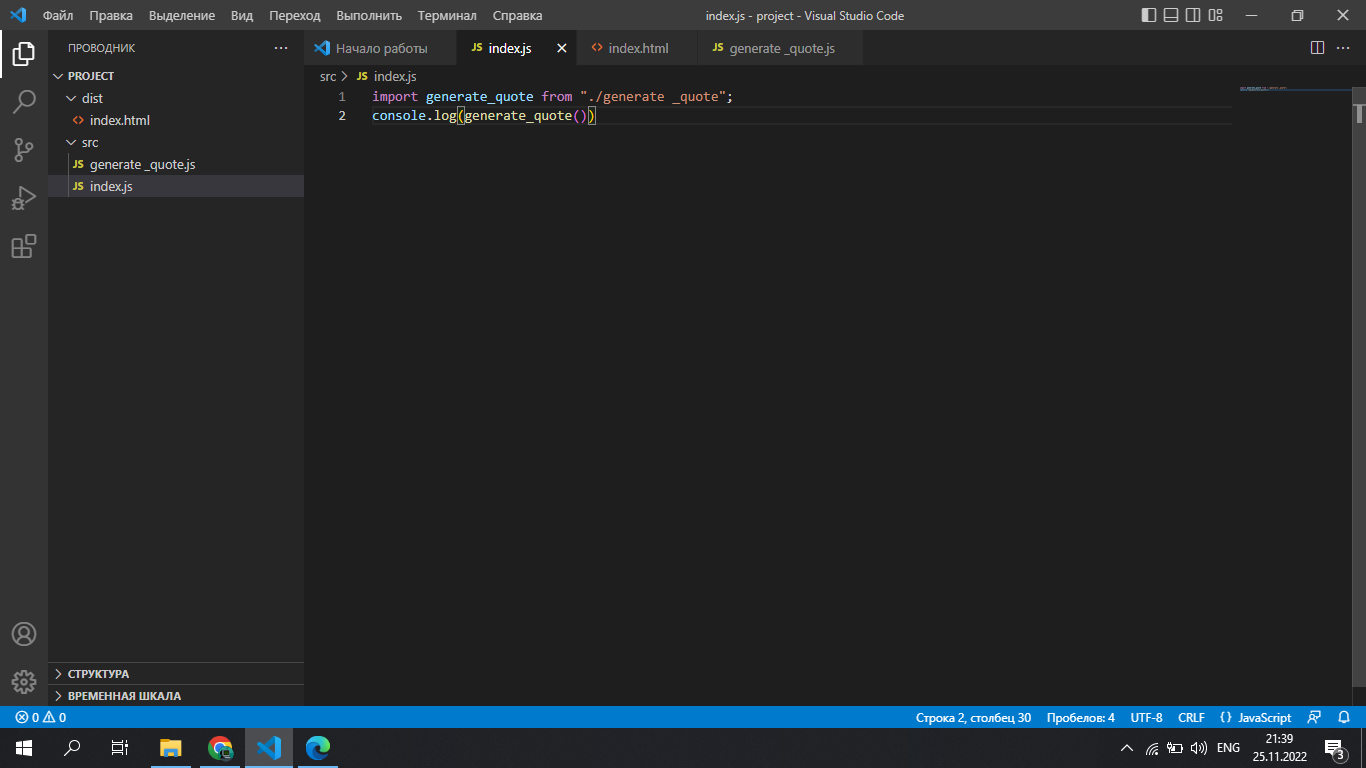 Файл Правка Выделение Вид Переход Выполнить Терминал Справка index.js - project - Visual Studio Code
ПРОВОДНИК
PROJECT
dist
index.html
src
JS generate _quote.js
JS index.js
СТРУКТУРА
ВРЕМЕННАЯ ШКАЛА
Начало работы JS index.js index.html JS generate _quote.js
src > JS index.js
1 import generate_quote from "./generate _quote";
2 console.log(generate_quote())
0 0 Строка 2, столбец 30 Пробелов: 4 UTF-8 CRLF {} JavaScript
ENG 21:39
25.11.2022 3